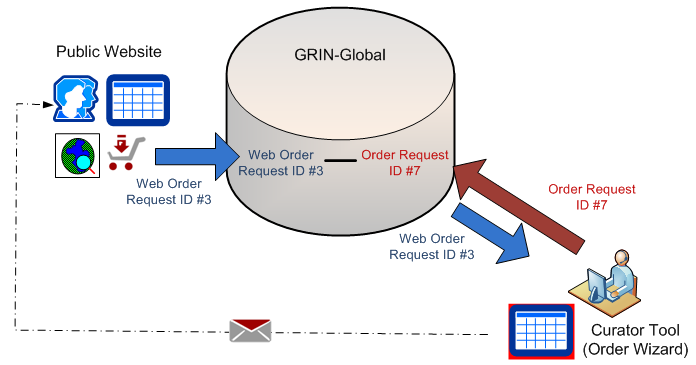 Public Website
GRIN-Global
Web Order
Request ID #3
Order Request
ID #7
Web Order
Request ID #3
Order Request
ID #7
Web Order
Request ID #3
Curator Tool
(Order Wizard)